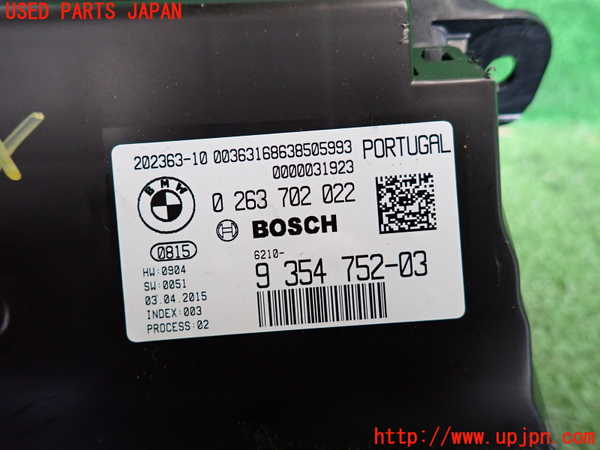 USED PARTS JAPAN
202363-10 00363168638505993 PORTUGAL
0000031923
BMW
0 263 702 022
BOSCH
0815
6210-
9 354 752-03
HW:0904
SW:0051
03.04.2015
INDEX:003
PROCESS:02
http://www.upjpn.com/